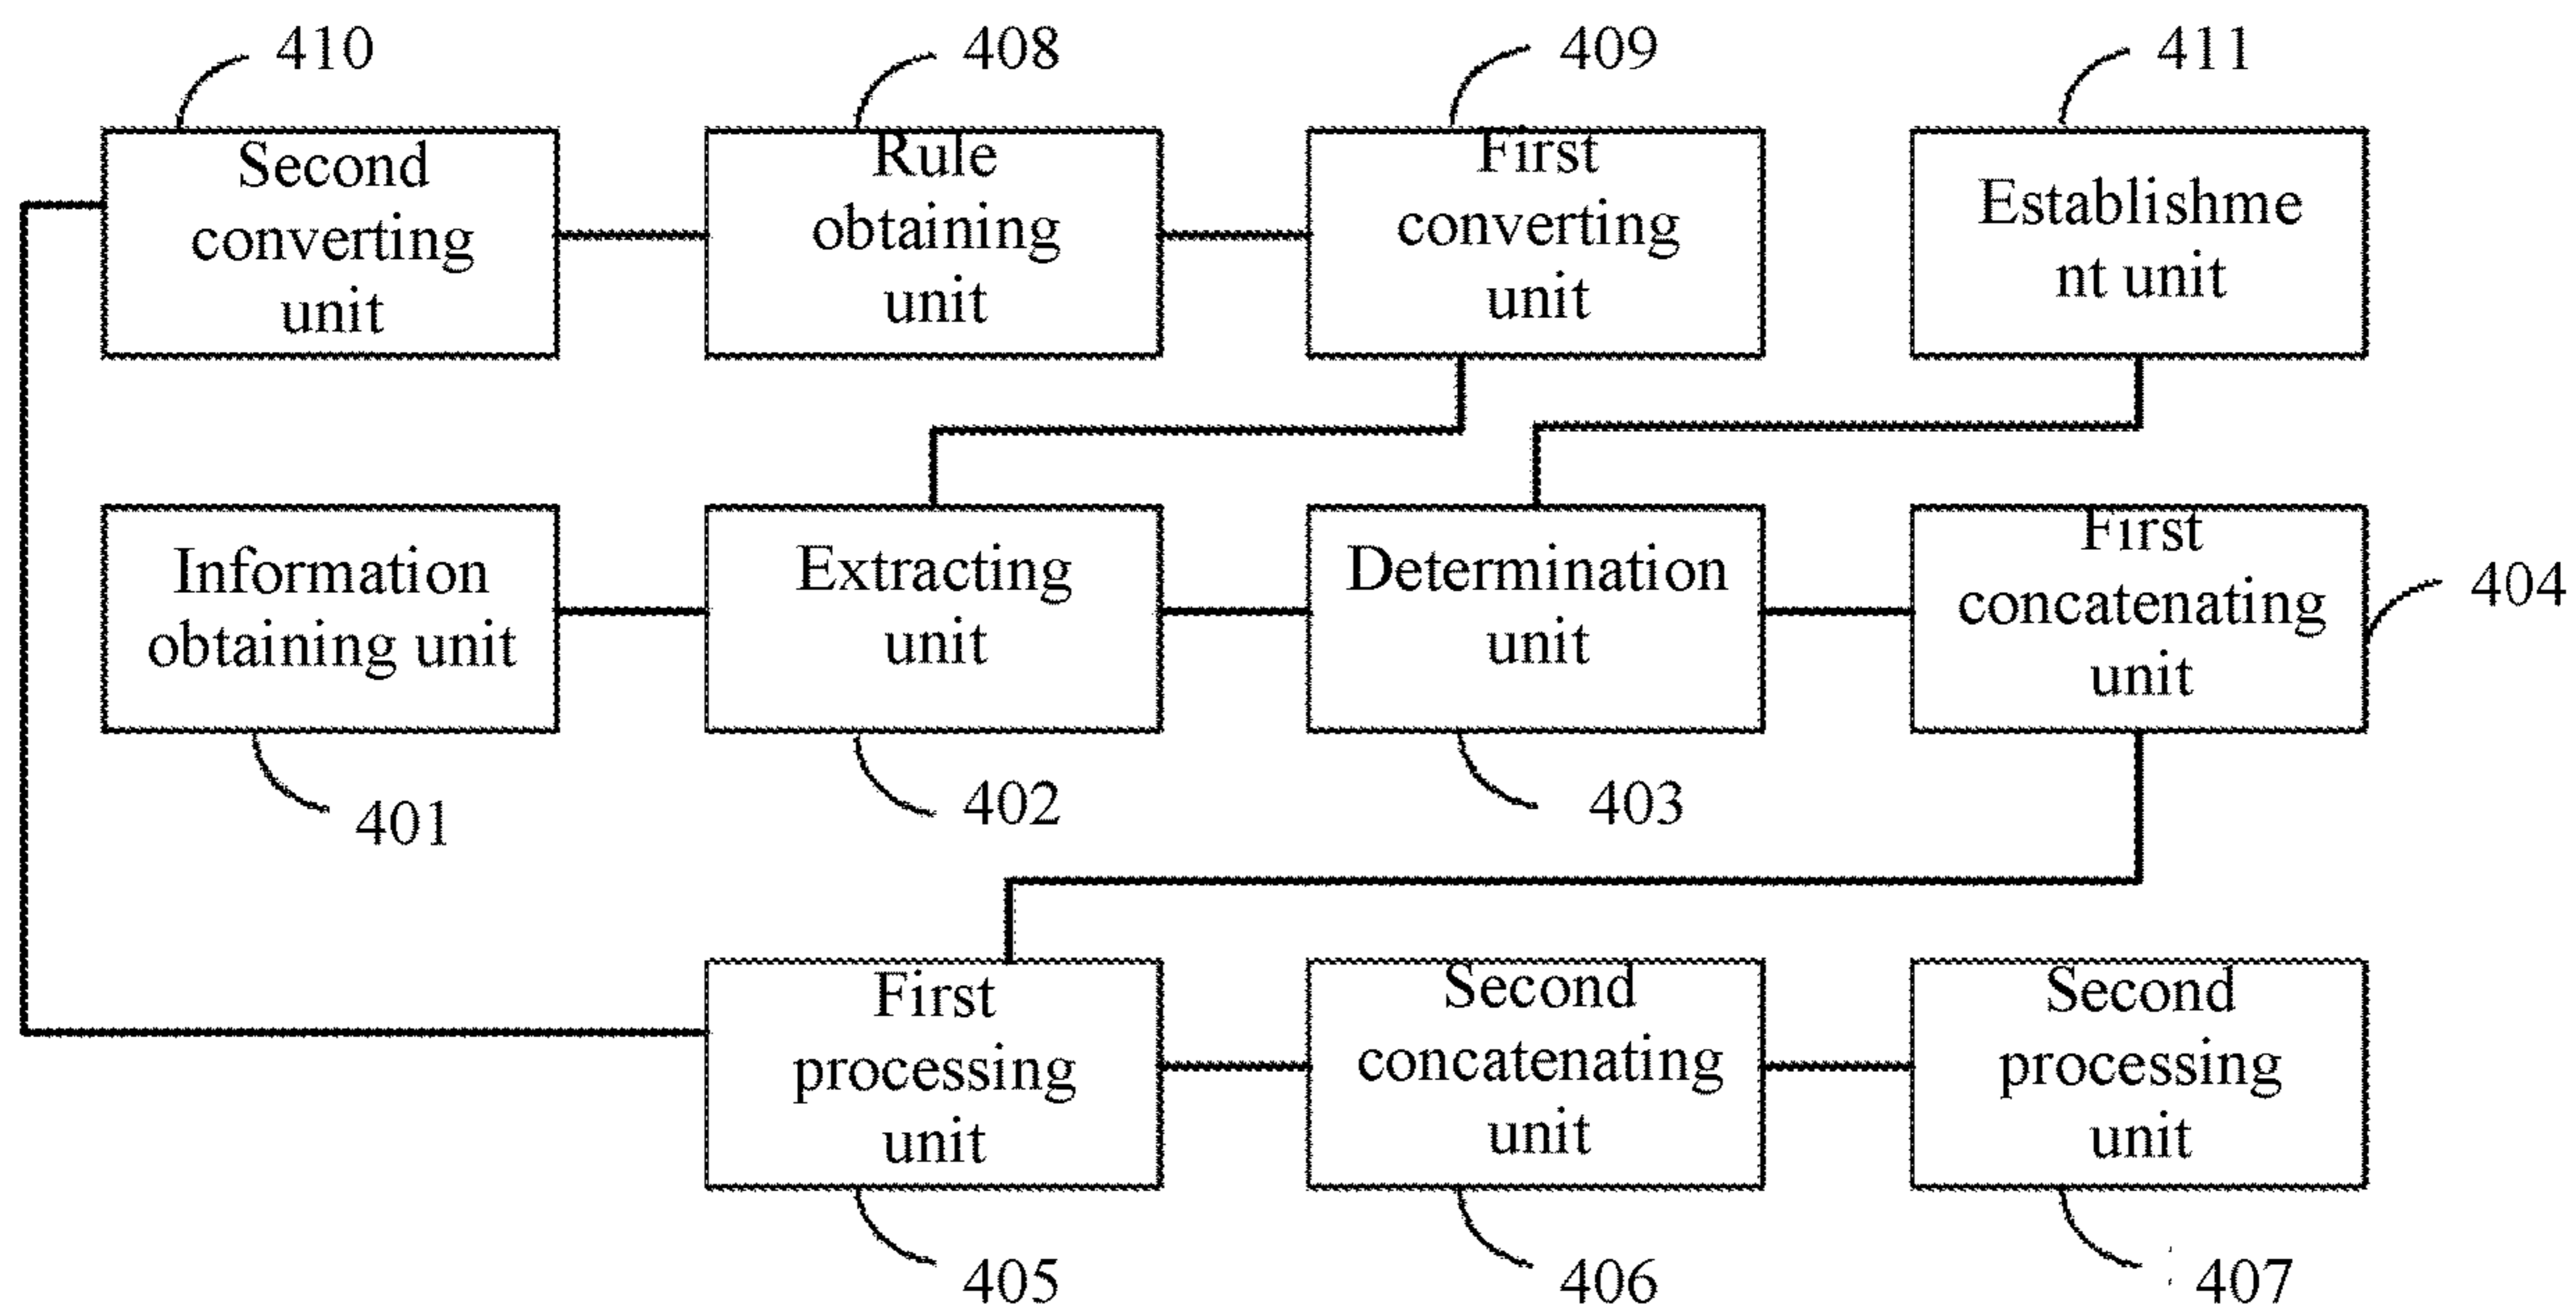 410
408
409
411
Second
converting
unit
Rule
obtaining
unit
First
converting
unit
Establishme
nt unit
Information
obtaining unit
Extracting
unit
Determination
unit
First
concatenating
unit
404
401
402
403
First
processing
unit
Second
concatenating
unit
Second
processing
unit
405
406
407